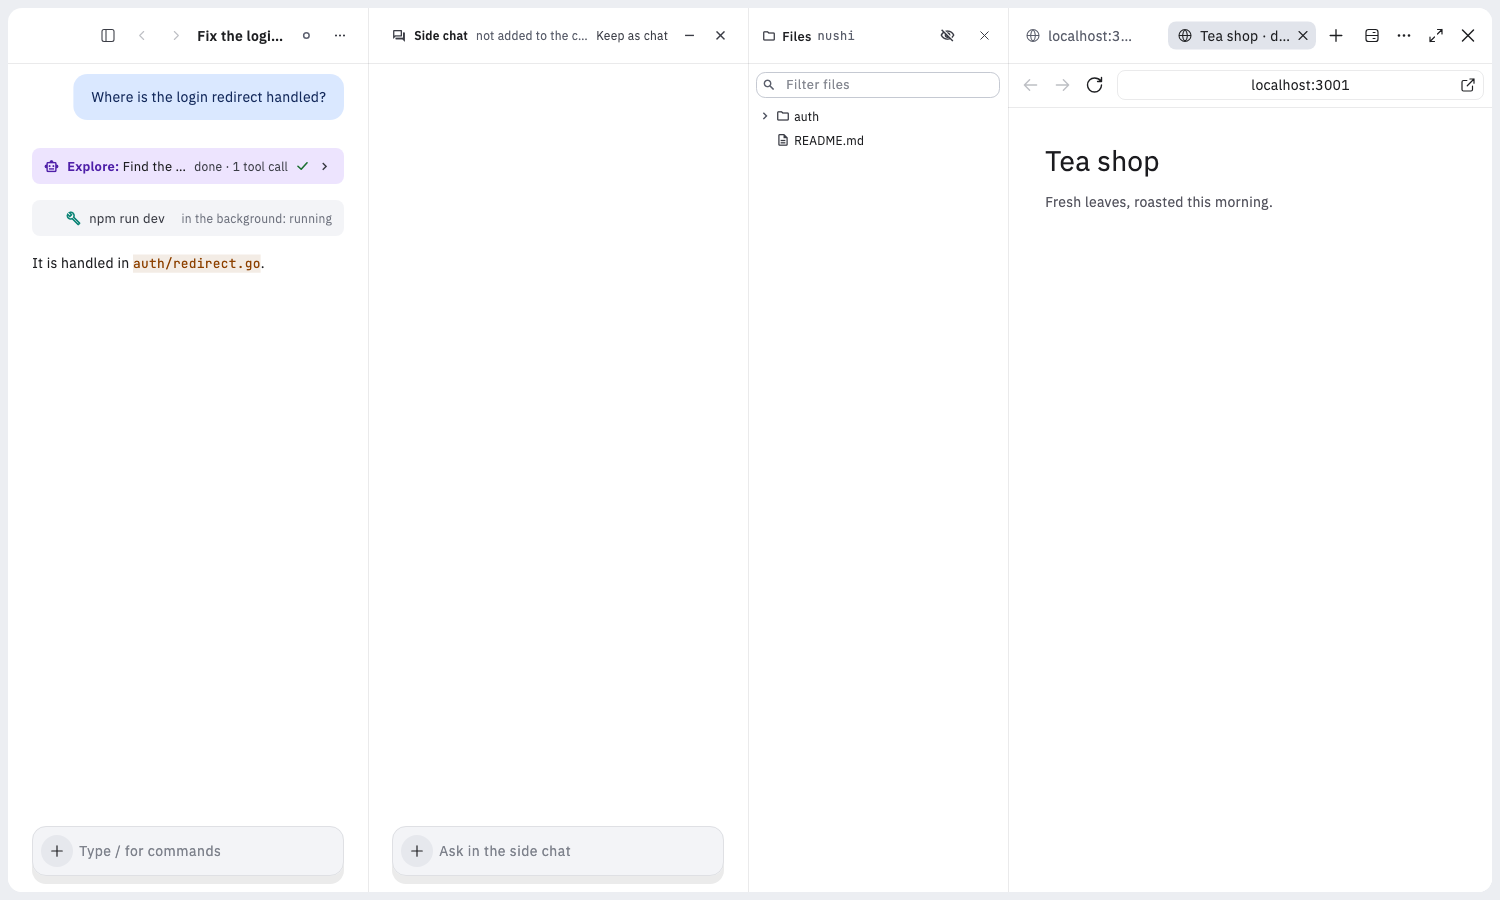 Fix the logi...
Where is the login redirect handled?
Explore: Find the ... done · 1 tool call
npm run dev in the background: running
It is handled in auth/redirect.go.
Type / for commands
Side chat not added to the c... Keep as chat
Ask in the side chat
Files nushi
Filter files
auth
README.md
localhost:3...
Tea shop · d...
localhost:3001
Tea shop
Fresh leaves, roasted this morning.